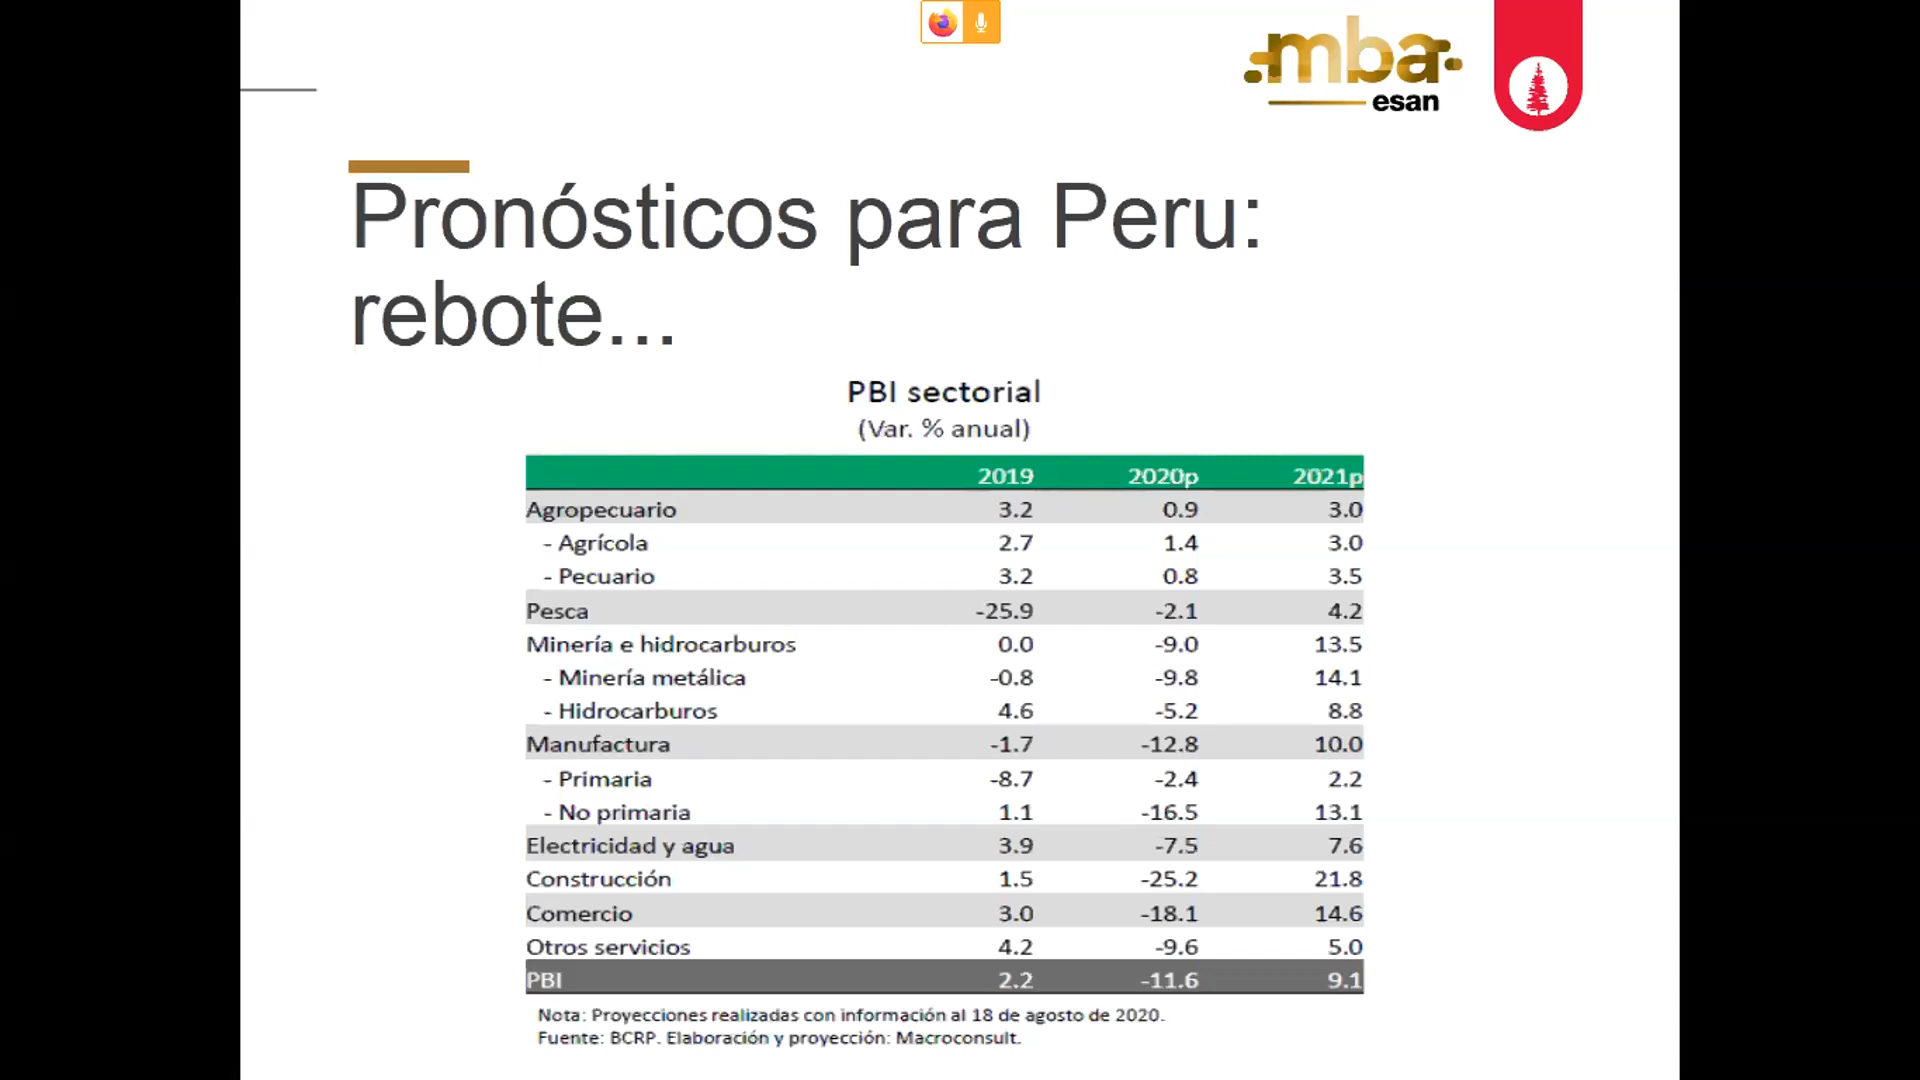 mba
esan
Pronósticos para Peru:
rebote...
PBI sectorial
(Var. % anual)
2019 2020p 2021p
Agropecuario 3.2 0.9 3.0
- Agrícola 2.7 1.4 3.0
- Pecuario 3.2 0.8 3.5
Pesca -25.9 -2.1 4.2
Minería e hidrocarburos 0.0 -9.0 13.5
- Minería metálica -0.8 -9.8 14.1
- Hidrocarburos 4.6 -5.2 8.8
Manufactura -1.7 -12.8 10.0
- Primaria -8.7 -2.4 2.2
- No primaria 1.1 -16.5 13.1
Electricidad y agua 3.9 -7.5 7.6
Construcción 1.5 -25.2 21.8
Comercio 3.0 -18.1 14.6
Otros servicios 4.2 -9.6 5.0
PBI 2.2 -11.6 9.1
Nota: Proyecciones realizadas con información al 18 de agosto de 2020.
Fuente: BCRP. Elaboración y proyección: Macroconsult.